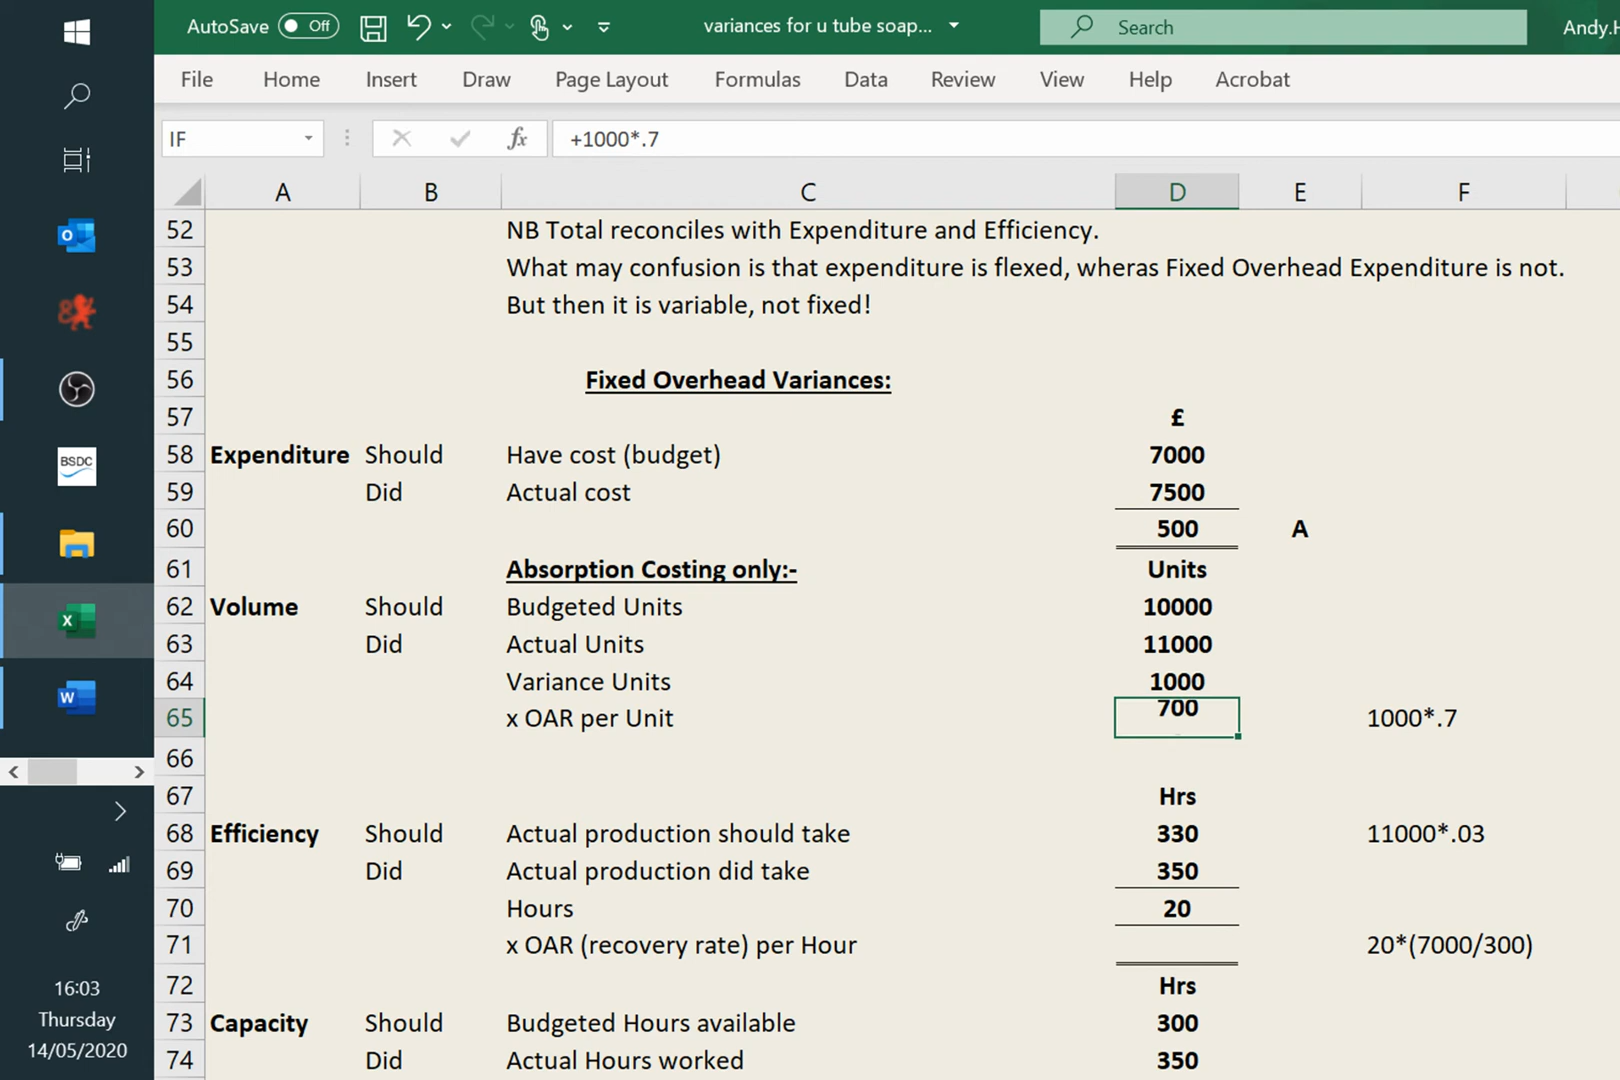 AutoSave Off variances for u tube soap... Search Andy.H
File Home Insert Draw Page Layout Formulas Data Review View Help Acrobat
IF fx +1000*.7
A B C D E F
52 NB Total reconciles with Expenditure and Efficiency.
53 What may confusion is that expenditure is flexed, wheras Fixed Overhead Expenditure is not.
54 But then it is variable, not fixed!
55
56 Fixed Overhead Variances:
57 £
58 Expenditure Should Have cost (budget) 7000
59 Did Actual cost 7500
60 500 A
61 Absorption Costing only:- Units
62 Volume Should Budgeted Units 10000
63 Did Actual Units 11000
64 Variance Units 1000
65 x OAR per Unit 700 1000*.7
66
67 Hrs
68 Efficiency Should Actual production should take 330 11000*.03
69 Did Actual production did take 350
70 Hours 20
71 x OAR (recovery rate) per Hour 20*(7000/300)
72 Hrs
73 Capacity Should Budgeted Hours available 300
74 Did Actual Hours worked 350
O
BSDC
X
W
16:03
Thursday
14/05/2020